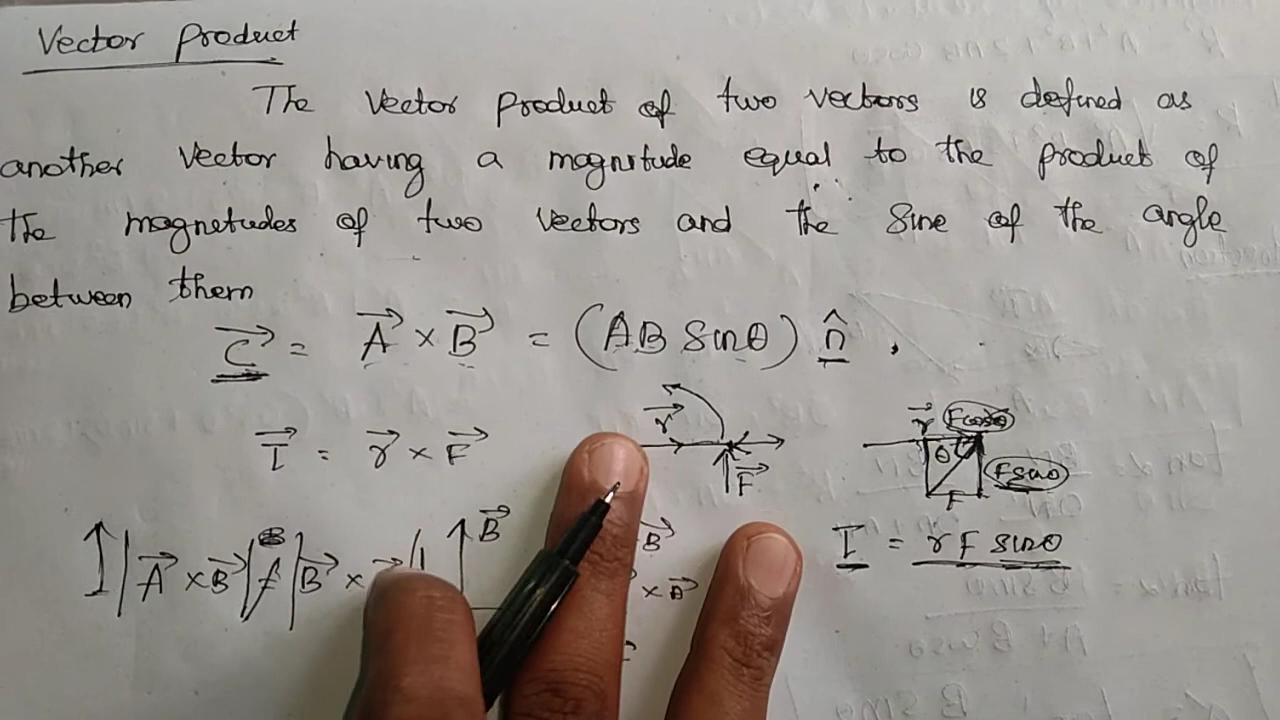 Vector product
The vector product of two vectors is defined as
another vector having a magnitude equal to the product of
the magnetudes of two vectors and the Sine of the angle
between them
C⃗ = A⃗ × B⃗ = (AB Sinθ) n̂ .
I⃗ = r⃗ × F⃗
r⃗
F⃗
r⃗ Fcosθ
θ
Fsinθ
F
|A⃗ × B⃗| |B⃗ ×
B⃗
B⃗
× B⃗
I = rF sinθ